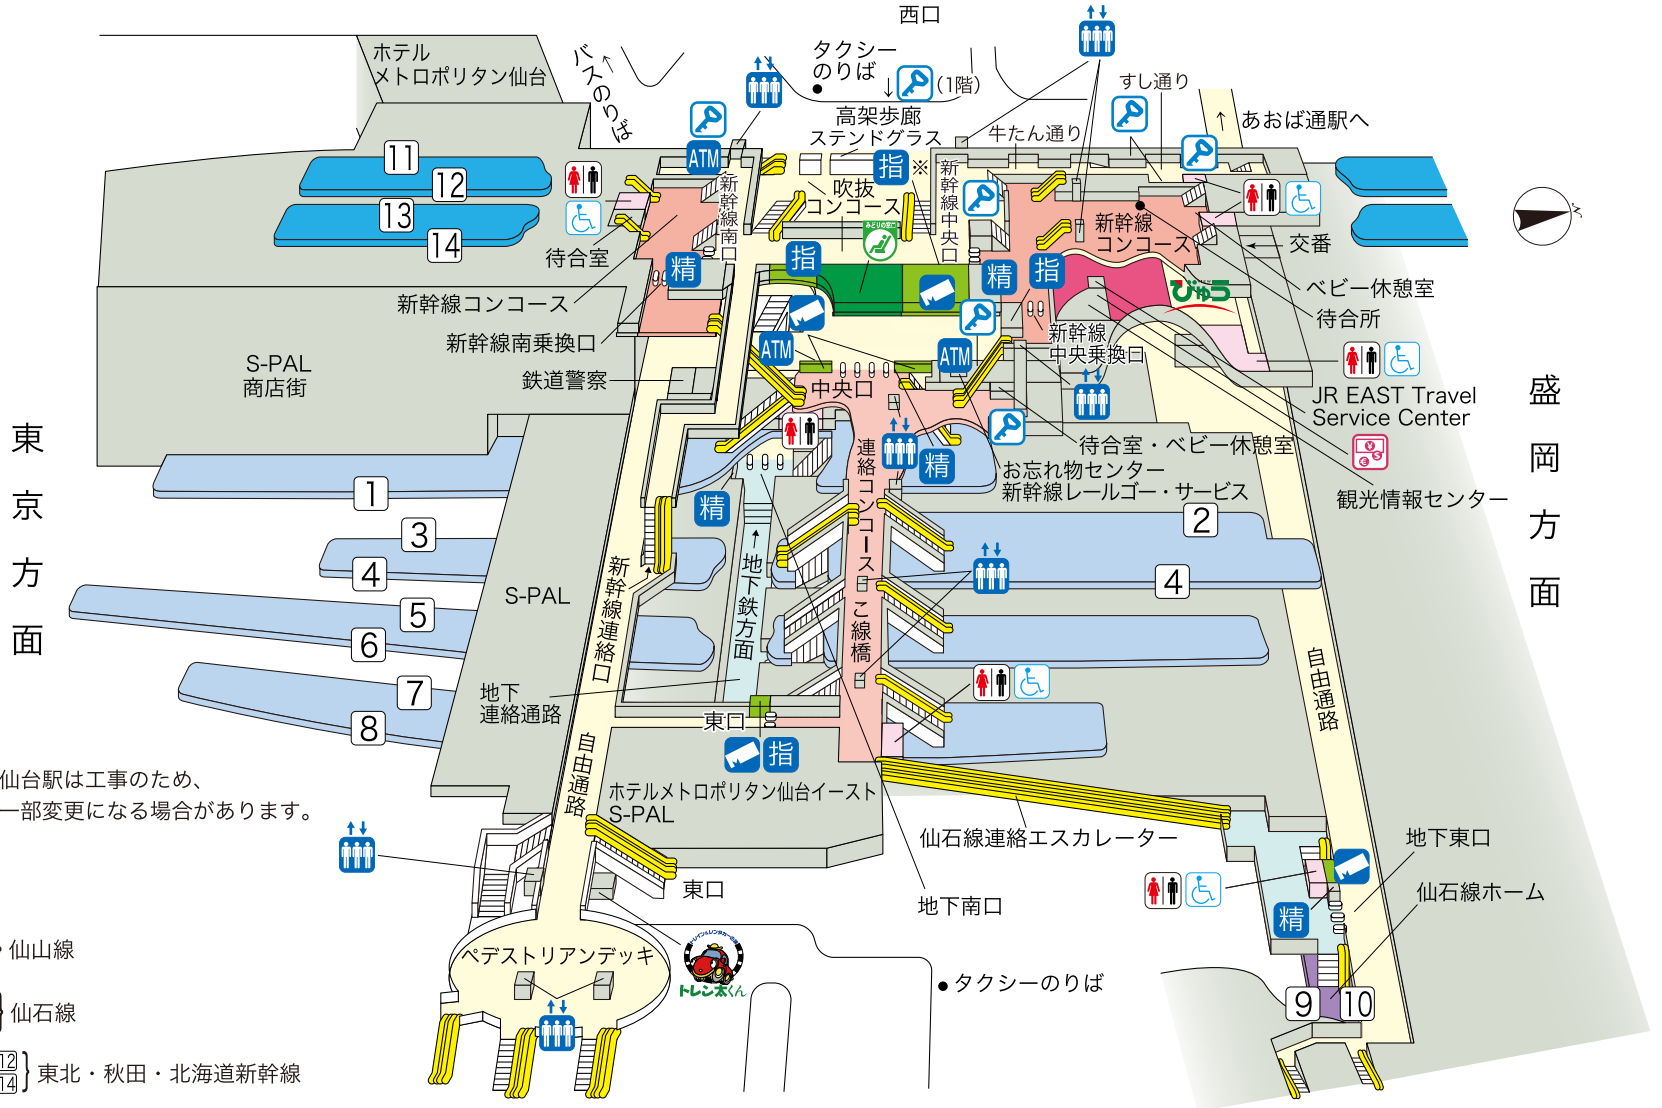 西口
ホテル
メトロポリタン仙台
バスのりば
タクシー
のりば
(1階)
すし通り
高架歩廊
ステンドグラス
牛たん通り
あおば通駅へ
ATM
指
※
11
12
13
14
新幹線南口
吹抜
コンコース
みどりの窓口
新幹線中央口
新幹線
コンコース
交番
待合室
精
指
精
指
びゅう
ベビー休憩室
待合所
新幹線コンコース
新幹線南乗換口
新幹線
中央乗換口
ATM
ATM
S-PAL
商店街
鉄道警察
中央口
JR EAST Travel
Service Center
待合室・ベビー休憩室
お忘れ物センター
新幹線レールゴー・サービス
観光情報センター
東京方面
盛岡方面
連絡コンコース
精
精
1
2
3
4
4
5
6
7
8
S-PAL
新幹線連絡口
地下鉄方面
こ線橋
自由通路
地下
連絡通路
東口
指
自由通路
ホテルメトロポリタン仙台イースト
S-PAL
仙台駅は工事のため、
一部変更になる場合があります。
仙石線連絡エスカレーター
地下東口
東口
地下南口
仙石線ホーム
精
・仙山線
ペデストリアンデッキ
トレン太くん
タクシーのりば
9
10
仙石線
12
14
東北・秋田・北海道新幹線